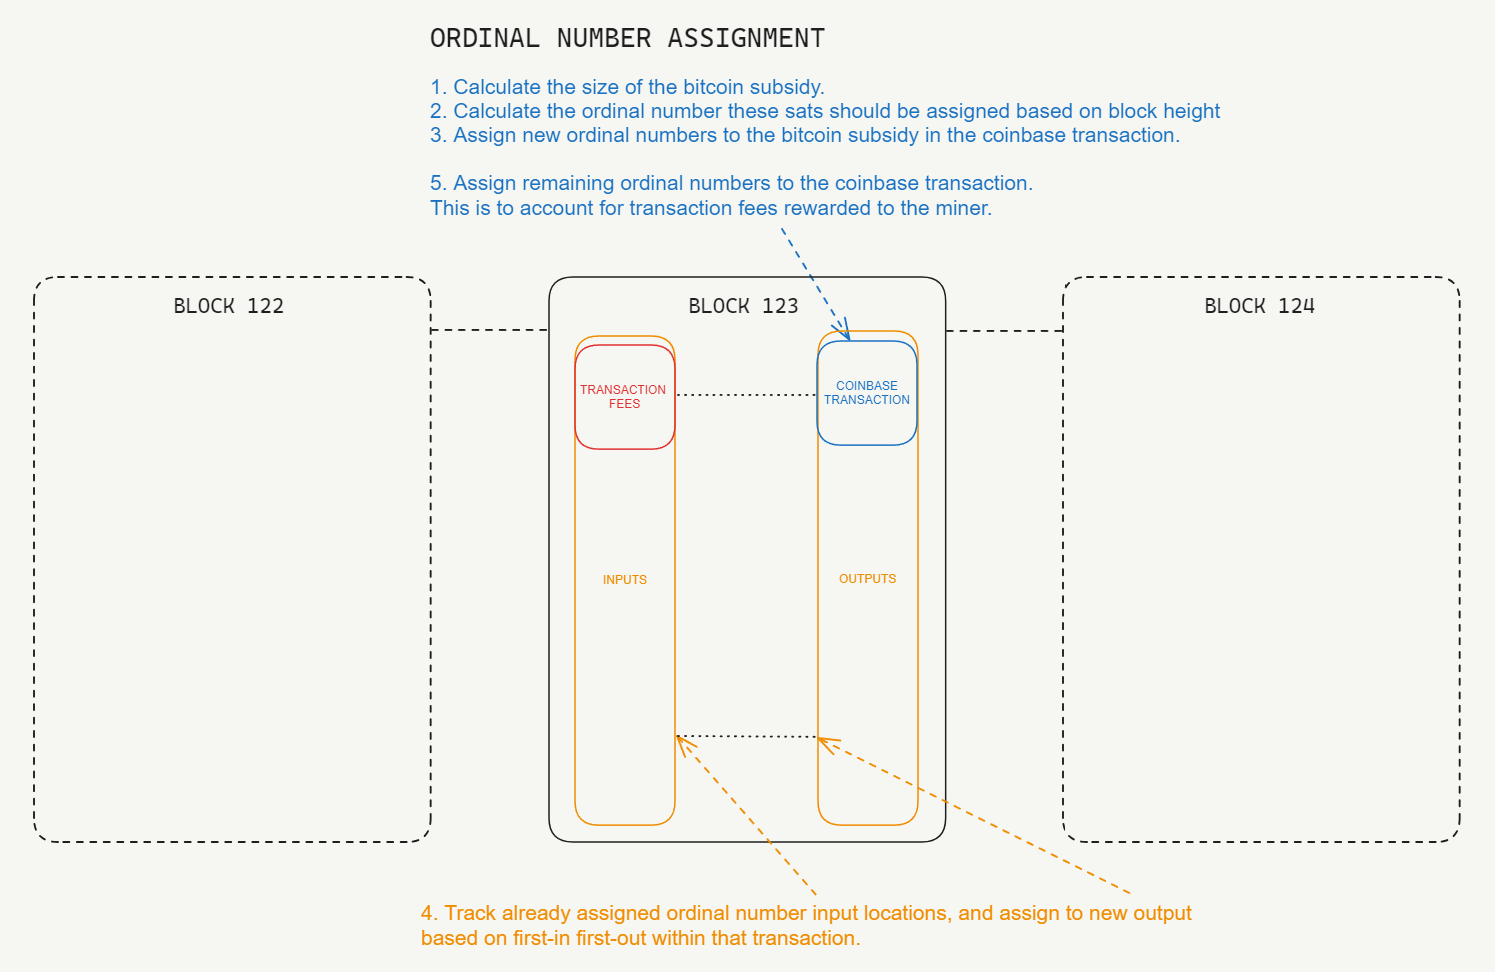 ORDINAL NUMBER ASSIGNMENT
1. Calculate the size of the bitcoin subsidy.
2. Calculate the ordinal number these sats should be assigned based on block height
3. Assign new ordinal numbers to the bitcoin subsidy in the coinbase transaction.
5. Assign remaining ordinal numbers to the coinbase transaction.
This is to account for transaction fees rewarded to the miner.
BLOCK 122
BLOCK 123
BLOCK 124
TRANSACTION
FEES
COINBASE
TRANSACTION
INPUTS
OUTPUTS
4. Track already assigned ordinal number input locations, and assign to new output
based on first-in first-out within that transaction.